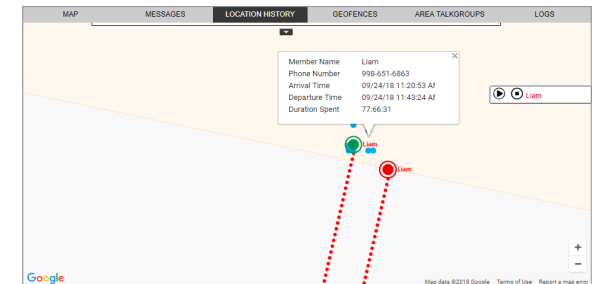 MAP MESSAGES LOCATION HISTORY GEOFENCES AREA TALKGROUPS LOGS
Member Name Liam
Phone Number 998-651-6863
Arrival Time 09/24/18 11:20:53 AM
Departure Time 09/24/18 11:43:24 AM
Duration Spent 77:66:31
Liam
Liam
Liam
Google
Map data ©2018 Google Terms of Use Report a map error